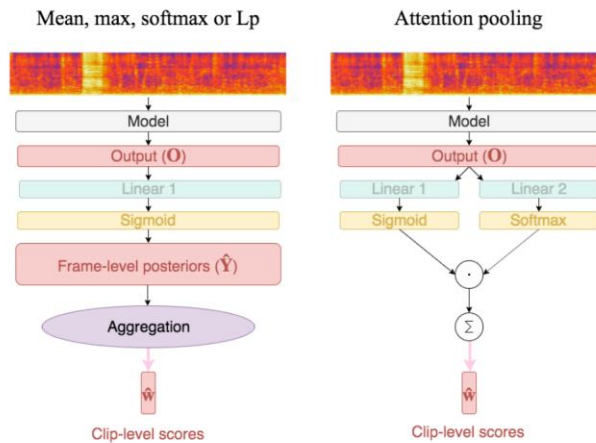 Mean, max, softmax or Lp
Model
Output (O)
Linear 1
Sigmoid
Frame-level posteriors (Ŷ)
Aggregation
ŵ
Clip-level scores
Attention pooling
Model
Output (O)
Linear 1
Linear 2
Sigmoid
Softmax
·
Σ
ŵ
Clip-level scores